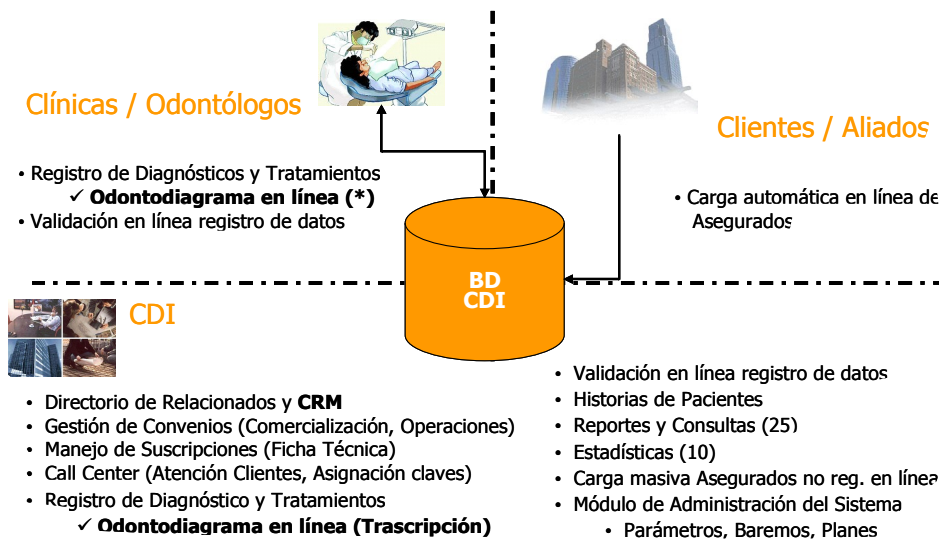 Clínicas / Odontólogos
• Registro de Diagnósticos y Tratamientos
✓ Odontodiagrama en línea (*)
• Validación en línea registro de datos
Clientes / Aliados
• Carga automática en línea de
Asegurados
BD
CDI
CDI
• Directorio de Relacionados y CRM
• Gestión de Convenios (Comercialización, Operaciones)
• Manejo de Suscripciones (Ficha Técnica)
• Call Center (Atención Clientes, Asignación claves)
• Registro de Diagnóstico y Tratamientos
✓ Odontodiagrama en línea (Trascripción)
• Validación en línea registro de datos
• Historias de Pacientes
• Reportes y Consultas (25)
• Estadísticas (10)
• Carga masiva Asegurados no reg. en línea
• Módulo de Administración del Sistema
• Parámetros, Baremos, Planes